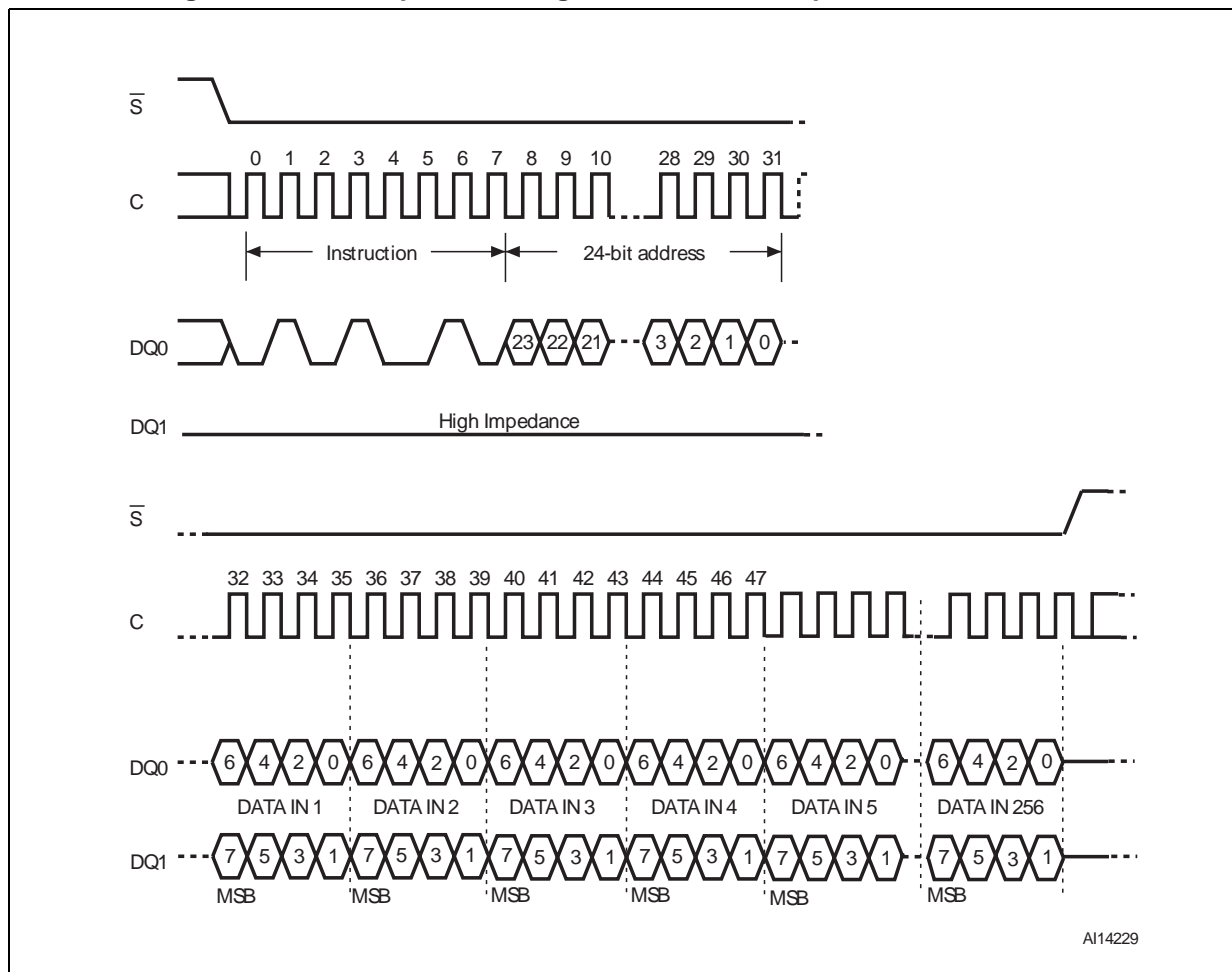 S
0 1 2 3 4 5 6 7 8 9 10 28 29 30 31
C
Instruction 24-bit address
DQ0 23 22 21 3 2 1 0
High Impedance
DQ1
S
32 33 34 35 36 37 38 39 40 41 42 43 44 45 46 47
C
DQ0 6 4 2 0 6 4 2 0 6 4 2 0 6 4 2 0 6 4 2 0 6 4 2 0
DATA IN 1 DATA IN 2 DATA IN 3 DATA IN 4 DATA IN 5 DATA IN 256
DQ1 7 5 3 1 7 5 3 1 7 5 3 1 7 5 3 1 7 5 3 1 7 5 3 1
MSB MSB MSB MSB MSB MSB
AI14229